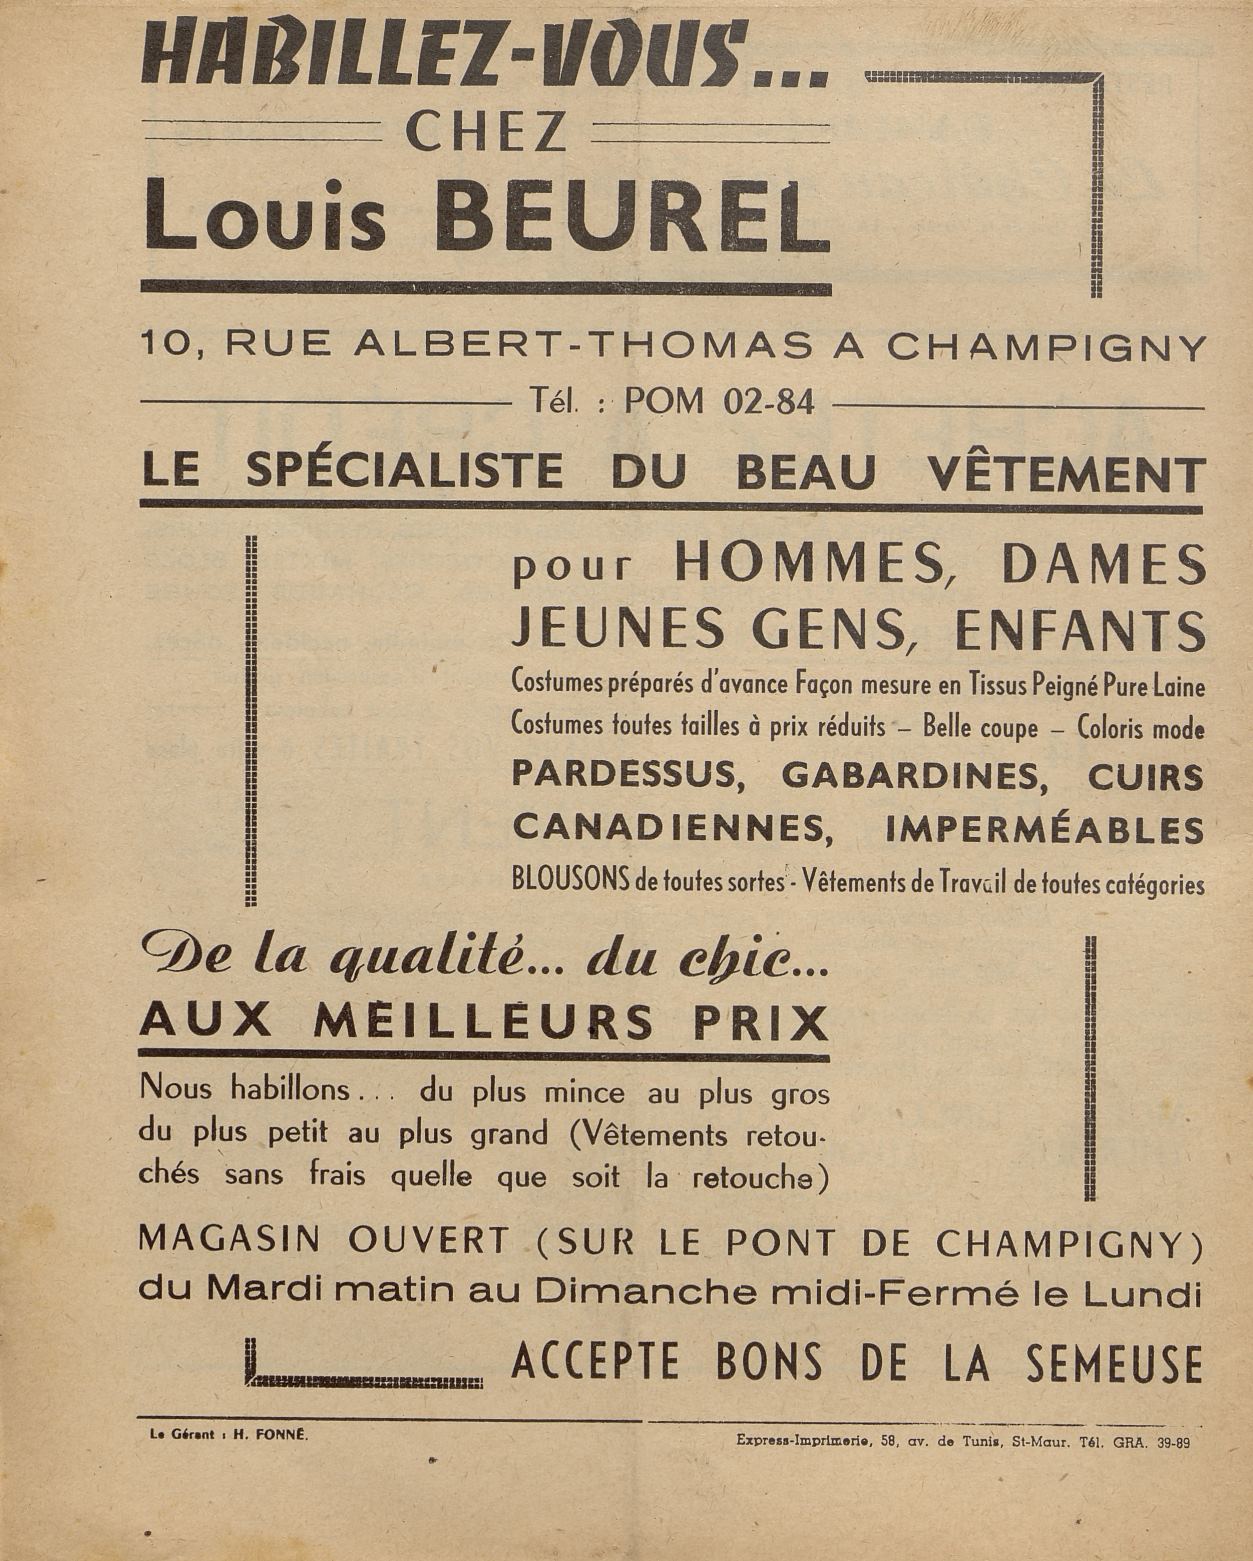 HABILLEZ-VOUS...
CHEZ
Louis BEUREL
10, RUE ALBERT-THOMAS A CHAMPIGNY
Tél. : POM 02-84
LE SPÉCIALISTE DU BEAU VÊTEMENT
pour HOMMES, DAMES
JEUNES GENS, ENFANTS
Costumes préparés d'avance Façon mesure en Tissus Peigné Pure Laine
Costumes toutes tailles à prix réduits – Belle coupe – Coloris mode
PARDESSUS, GABARDINES, CUIRS
CANADIENNES, IMPERMÉABLES
BLOUSONS de toutes sortes - Vêtements de Travail de toutes catégories
De la qualité... du chic...
AUX MEILLEURS PRIX
Nous habillons... du plus mince au plus gros
du plus petit au plus grand (Vêtements retou-
chés sans frais quelle que soit la retouche)
MAGASIN OUVERT (SUR LE PONT DE CHAMPIGNY)
du Mardi matin au Dimanche midi-Fermé le Lundi
ACCEPTE BONS DE LA SEMEUSE
Le Gérant : H. FONNÉ.
Express-Imprimerie, 58, av. de Tunis, St-Maur. Tél. GRA. 39-89